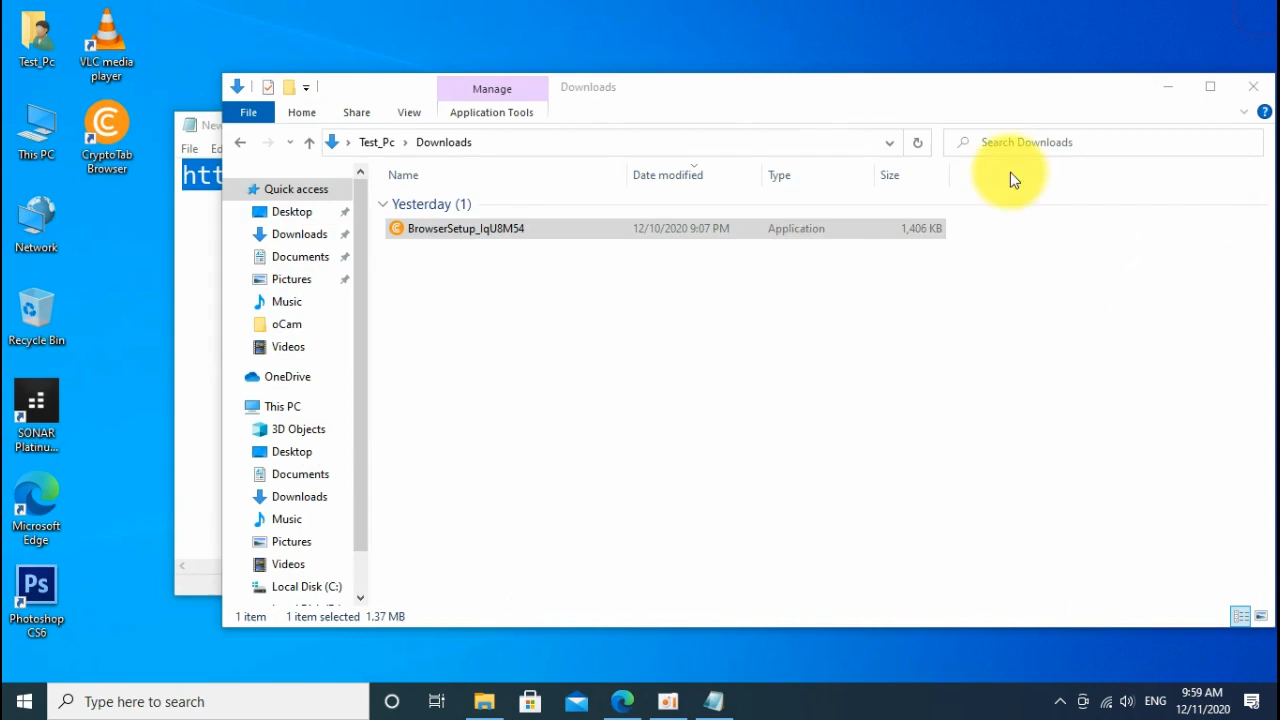 Test_Pc
VLC media
player
This PC
CryptoTab
Browser
Network
Recycle Bin
SONAR
Platinu...
Microsoft
Edge
Photoshop
CS6
New
File Ed
htt
Manage
Downloads
File Home Share View Application Tools
Test_Pc > Downloads
Search Downloads
Quick access
Desktop
Downloads
Documents
Pictures
Music
oCam
Videos
OneDrive
This PC
3D Objects
Desktop
Documents
Downloads
Music
Pictures
Videos
Local Disk (C:)
Name Date modified Type Size
Yesterday (1)
BrowserSetup_IqU8M54 12/10/2020 9:07 PM Application 1,406 KB
1 item 1 item selected 1.37 MB
Type here to search
Ps
ENG
9:59 AM
12/11/2020